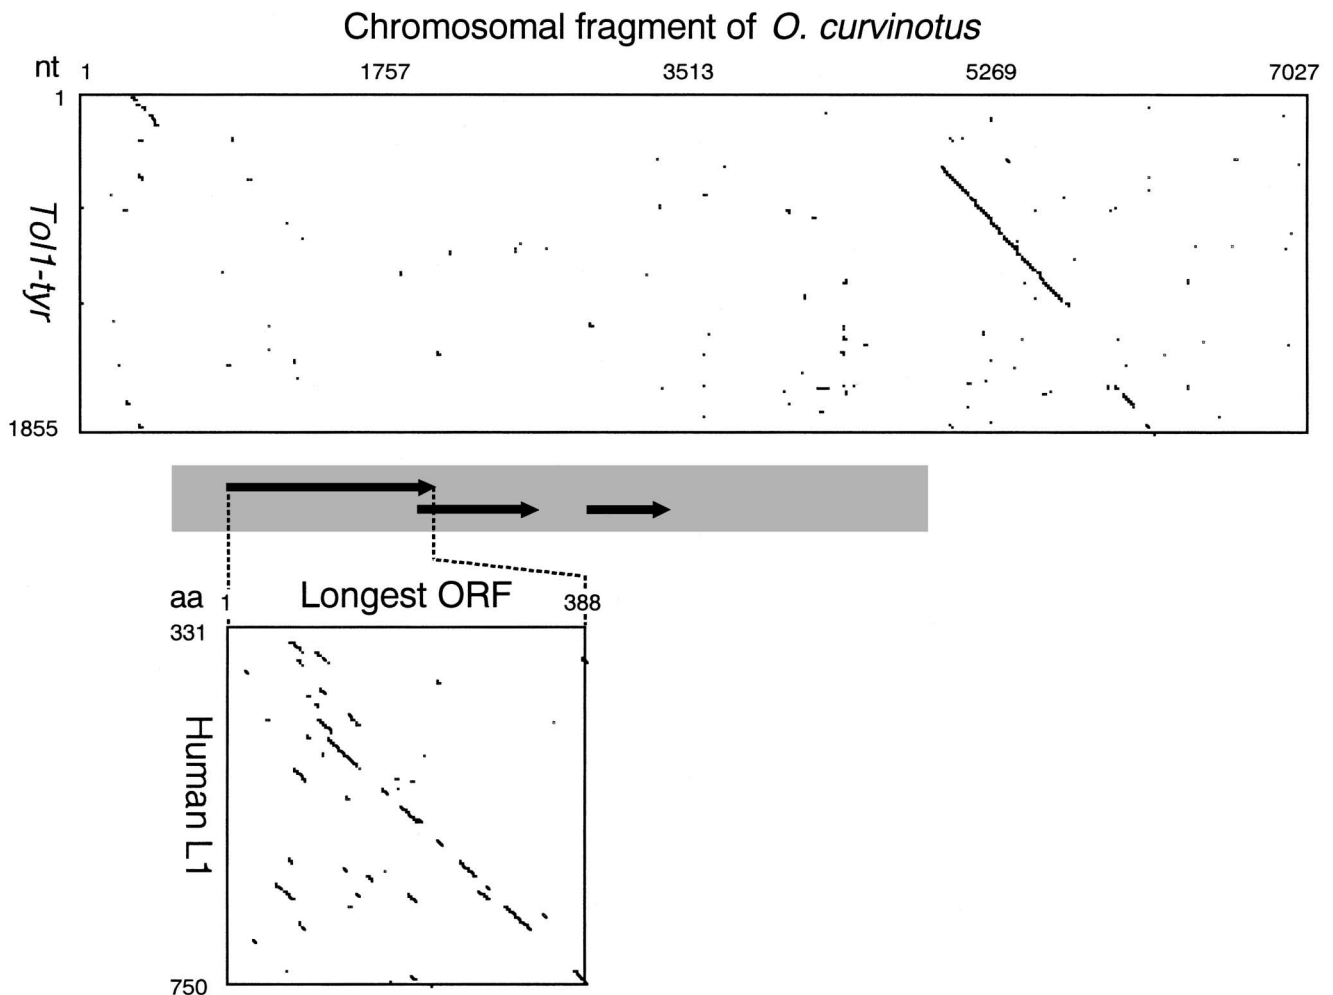 Chromosomal fragment of O. curvinotus
nt 1 1757 3513 5269 7027
1
Tol1-tyr
1855
aa 1 Longest ORF 388
331
Human L1
750